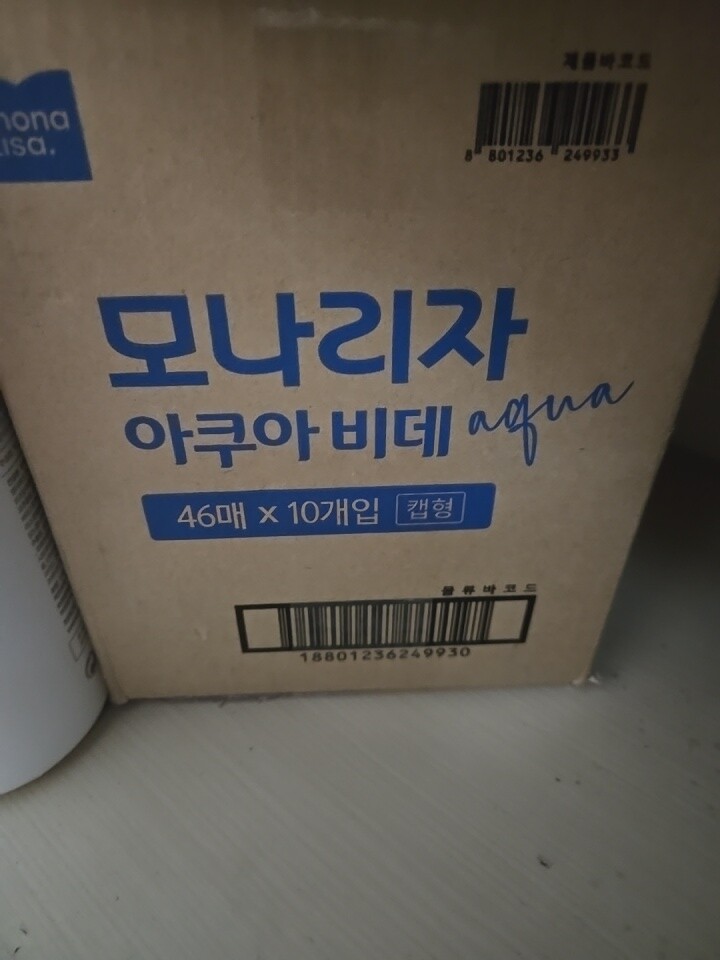 mona
Lisa.
제품바코드
8 801236 249933
모나리자
아쿠아 비데 aqua
46매 x 10개입 캡형
물류바코드
18801236249930